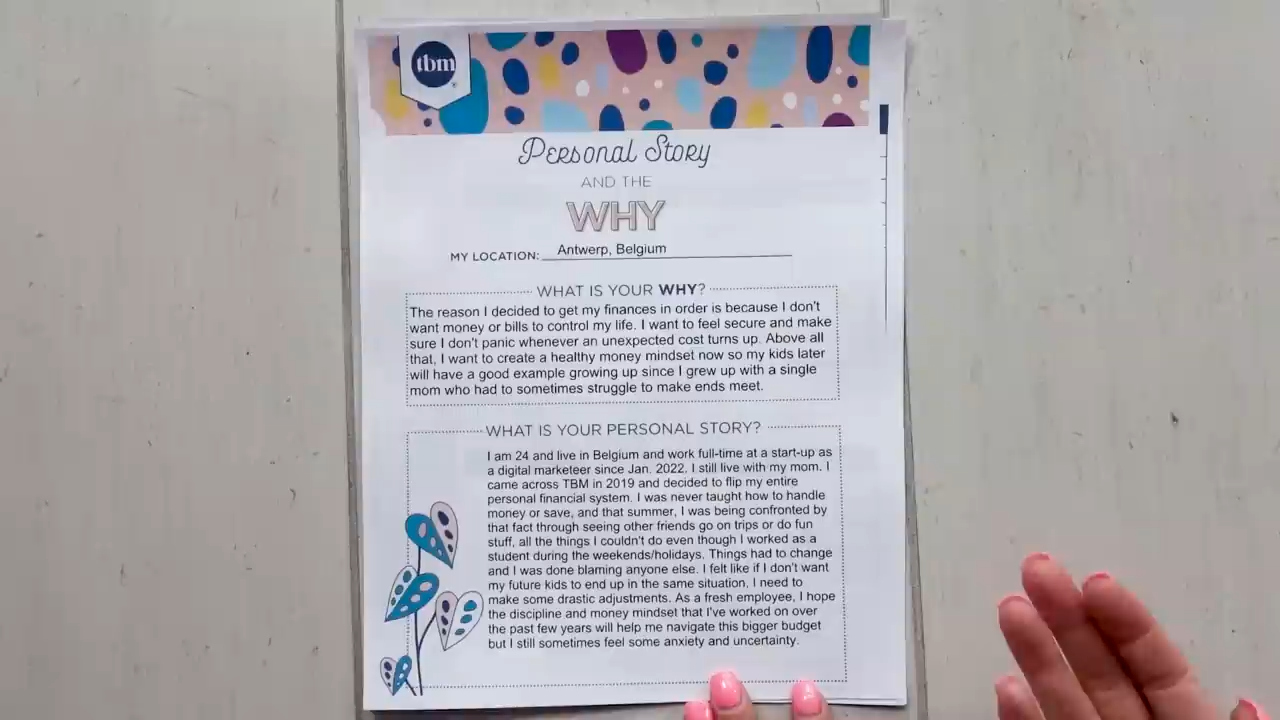 tbm
Personal Story
AND THE
WHY
MY LOCATION: Antwerp, Belgium
WHAT IS YOUR WHY?
The reason I decided to get my finances in order is because I don't
want money or bills to control my life. I want to feel secure and make
sure I don't panic whenever an unexpected cost turns up. Above all
that, I want to create a healthy money mindset now so my kids later
will have a good example growing up since I grew up with a single
mom who had to sometimes struggle to make ends meet.
WHAT IS YOUR PERSONAL STORY?
I am 24 and live in Belgium and work full-time at a start-up as
a digital marketeer since Jan. 2022. I still live with my mom. I
came across TBM in 2019 and decided to flip my entire
personal financial system. I was never taught how to handle
money or save, and that summer, I was being confronted by
that fact through seeing other friends go on trips or do fun
stuff, all the things I couldn't do even though I worked as a
student during the weekends/holidays. Things had to change
and I was done blaming anyone else. I felt like if I don't want
my future kids to end up in the same situation, I need to
make some drastic adjustments. As a fresh employee, I hope
the discipline and money mindset that I've worked on over
the past few years will help me navigate this bigger budget
but I still sometimes feel some anxiety and uncertainty.